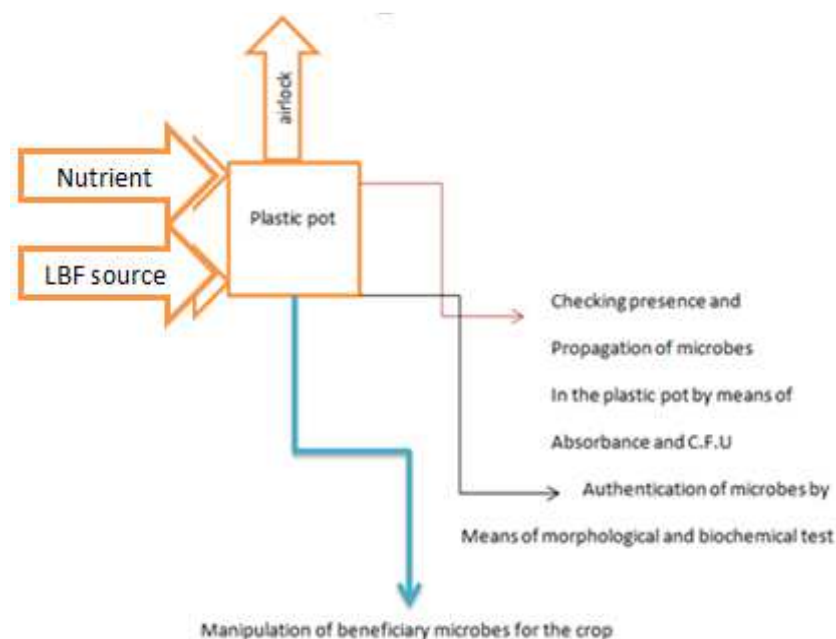 airlock
Nutrient
Plastic pot
LBF source
Checking presence and
Propagation of microbes
In the plastic pot by means of
Absorbance and C.F.U
Authentication of microbes by
Means of morphological and biochemical test
Manipulation of beneficiary microbes for the crop